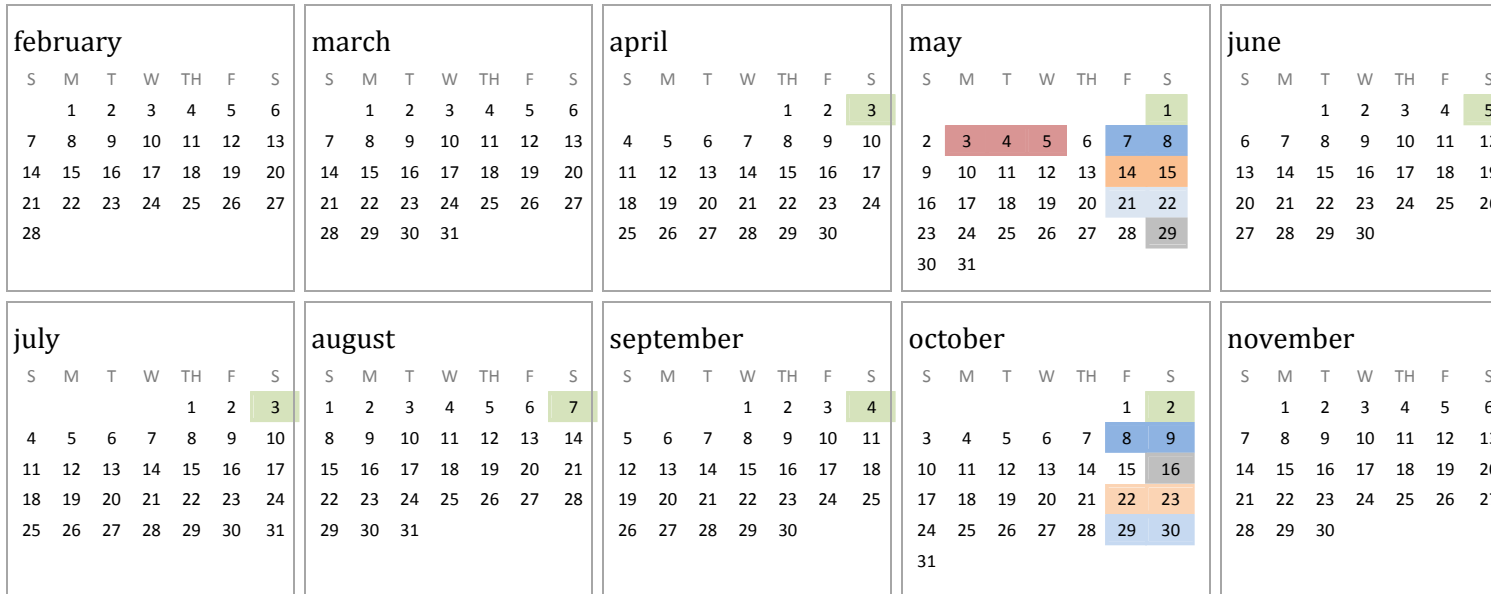 february
S M T W TH F S
1 2 3 4 5 6
7 8 9 10 11 12 13
14 15 16 17 18 19 20
21 22 23 24 25 26 27
28
march
S M T W TH F S
1 2 3 4 5 6
7 8 9 10 11 12 13
14 15 16 17 18 19 20
21 22 23 24 25 26 27
28 29 30 31
april
S M T W TH F S
1 2 3
4 5 6 7 8 9 10
11 12 13 14 15 16 17
18 19 20 21 22 23 24
25 26 27 28 29 30
may
S M T W TH F S
1
2 3 4 5 6 7 8
9 10 11 12 13 14 15
16 17 18 19 20 21 22
23 24 25 26 27 28 29
30 31
june
S M T W TH F S
1 2 3 4 5
6 7 8 9 10 11 12
13 14 15 16 17 18 19
20 21 22 23 24 25 26
27 28 29 30
july
S M T W TH F S
1 2 3
4 5 6 7 8 9 10
11 12 13 14 15 16 17
18 19 20 21 22 23 24
25 26 27 28 29 30 31
august
S M T W TH F S
1 2 3 4 5 6 7
8 9 10 11 12 13 14
15 16 17 18 19 20 21
22 23 24 25 26 27 28
29 30 31
september
S M T W TH F S
1 2 3 4
5 6 7 8 9 10 11
12 13 14 15 16 17 18
19 20 21 22 23 24 25
26 27 28 29 30
october
S M T W TH F S
1 2
3 4 5 6 7 8 9
10 11 12 13 14 15 16
17 18 19 20 21 22 23
24 25 26 27 28 29 30
31
november
S M T W TH F S
1 2 3 4 5 6
7 8 9 10 11 12 13
14 15 16 17 18 19 20
21 22 23 24 25 26 27
28 29 30